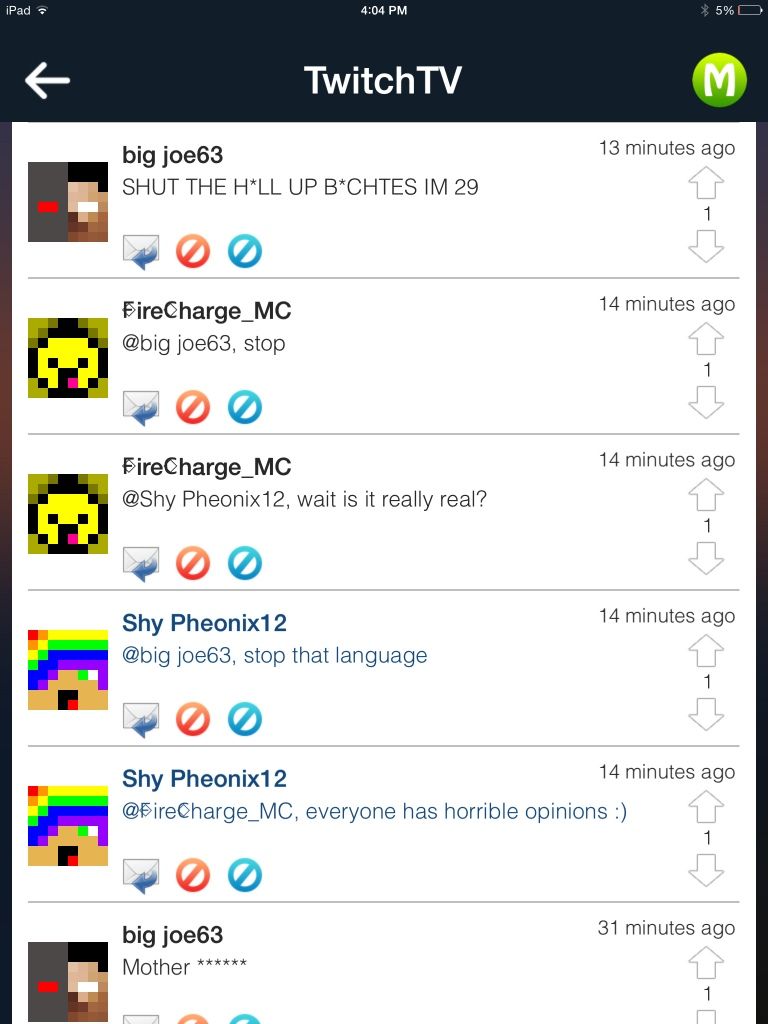 iPad 4:04 PM 5%
TwitchTV
M
big joe63 13 minutes ago
SHUT THE H*LL UP B*CHTES IM 29
1
FireCharge_MC 14 minutes ago
@big joe63, stop
1
FireCharge_MC 14 minutes ago
@Shy Pheonix12, wait is it really real?
1
Shy Pheonix12 14 minutes ago
@big joe63, stop that language
1
Shy Pheonix12 14 minutes ago
@FireCharge_MC, everyone has horrible opinions :)
1
big joe63 31 minutes ago
Mother ******
1